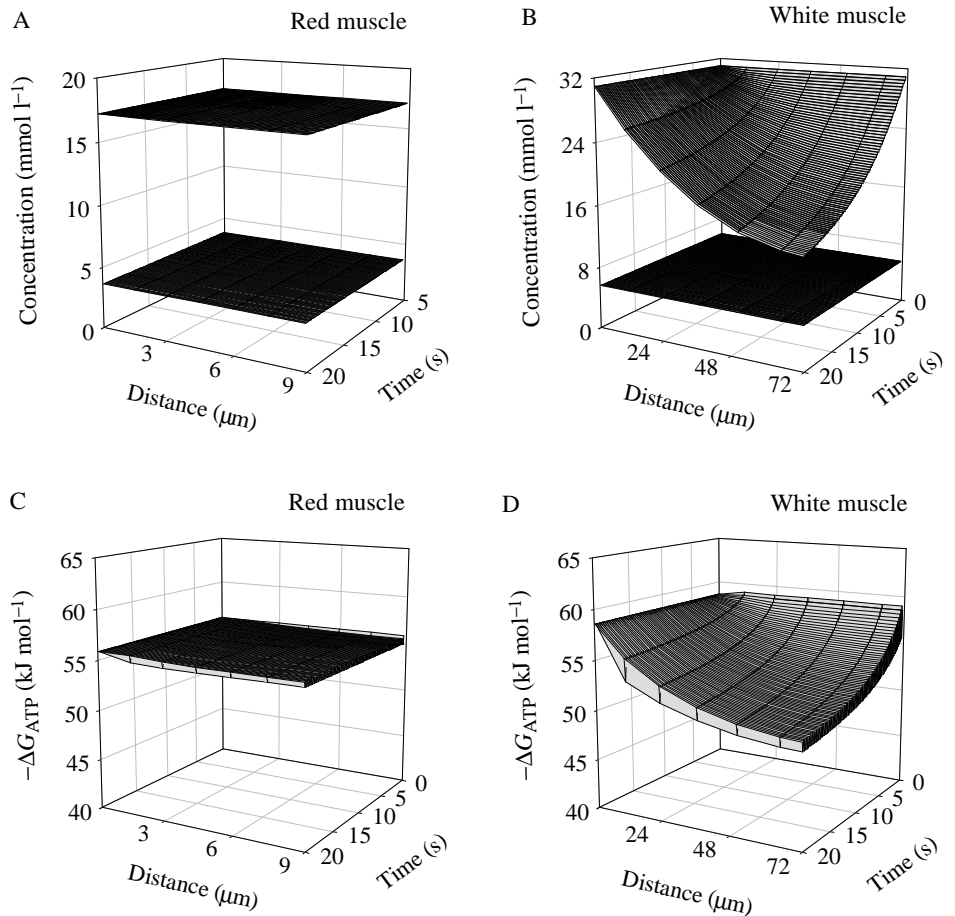 A
Red muscle
Concentration (mmol l⁻¹)
20
15
10
5
0
3
6
9
Distance (μm)
5
10
15
20
Time (s)
B
White muscle
Concentration (mmol l⁻¹)
32
24
16
8
0
24
48
72
Distance (μm)
0
5
10
15
20
Time (s)
C
Red muscle
−ΔG_ATP (kJ mol⁻¹)
65
60
55
50
45
40
3
6
9
Distance (μm)
0
5
10
15
20
Time (s)
D
White muscle
−ΔG_ATP (kJ mol⁻¹)
65
60
55
50
45
40
24
48
72
Distance (μm)
0
5
10
15
20
Time (s)